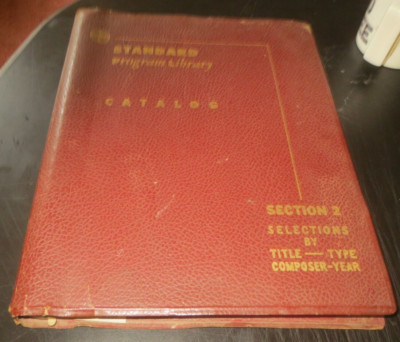 STANDARD
Program Library
CATALOG
SECTION 2
SELECTIONS
BY
TITLE — TYPE
COMPOSER-YEAR